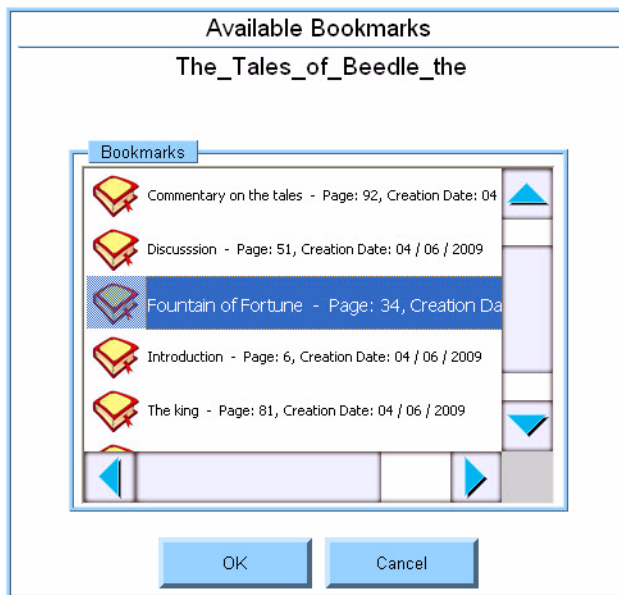 Available Bookmarks
The_Tales_of_Beedle_the
Bookmarks
Commentary on the tales - Page: 92, Creation Date: 04
Discusssion - Page: 51, Creation Date: 04 / 06 / 2009
Fountain of Fortune - Page: 34, Creation Da
Introduction - Page: 6, Creation Date: 04 / 06 / 2009
The king - Page: 81, Creation Date: 04 / 06 / 2009
OK Cancel